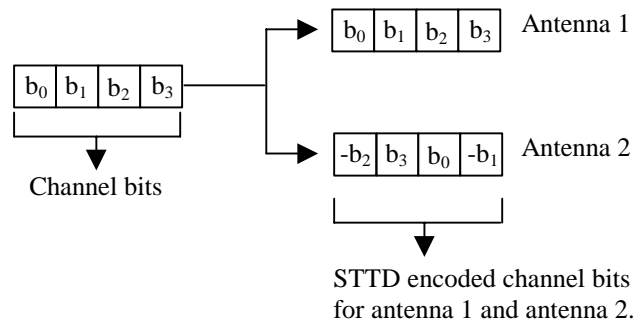 b₀ b₁ b₂ b₃ Antenna 1
b₀ b₁ b₂ b₃
-b₂ b₃ b₀ -b₁ Antenna 2
Channel bits
STTD encoded channel bits
for antenna 1 and antenna 2.